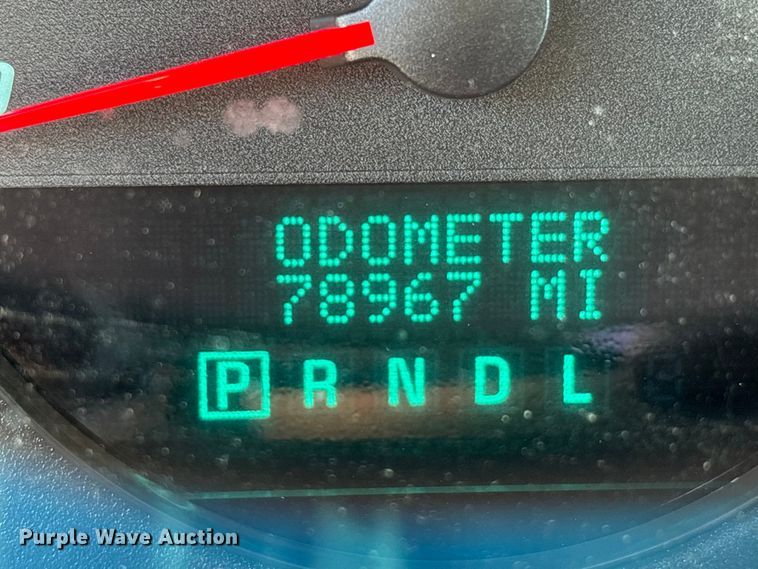 ODOMETER
78967 MI
P R N D L
Purple Wave Auction